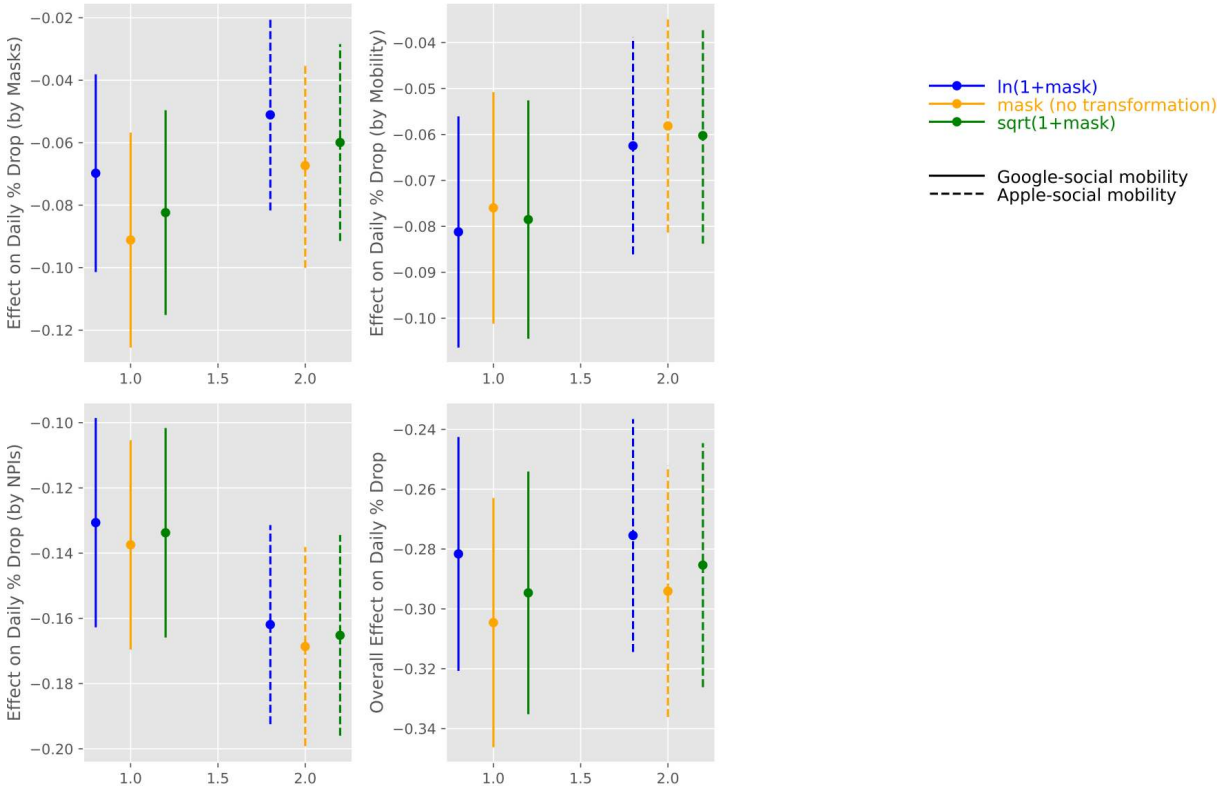 Effect on Daily % Drop (by Masks)
−0.02
−0.04
−0.06
−0.08
−0.10
−0.12
1.0 1.5 2.0
Effect on Daily % Drop (by Mobility)
−0.04
−0.05
−0.06
−0.07
−0.08
−0.09
−0.10
1.0 1.5 2.0
ln(1+mask)
mask (no transformation)
sqrt(1+mask)
Google-social mobility
Apple-social mobility
Effect on Daily % Drop (by NPIs)
−0.10
−0.12
−0.14
−0.16
−0.18
−0.20
1.0 1.5 2.0
Overall Effect on Daily % Drop
−0.24
−0.26
−0.28
−0.30
−0.32
−0.34
1.0 1.5 2.0